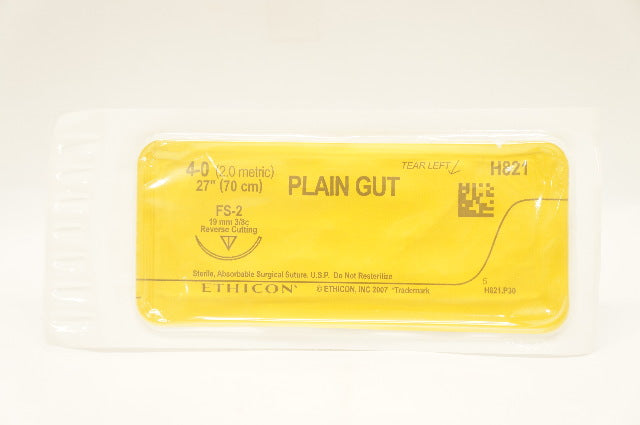 4-0 (2.0 metric)
27" (70 cm)
PLAIN GUT
TEAR LEFT
H821
FS-2
19 mm 3/8c
Reverse Cutting
Sterile, Absorbable Surgical Suture. U.S.P. Do Not Resterilize
ETHICON*
© ETHICON, INC 2007 *Trademark
5
H821.P30